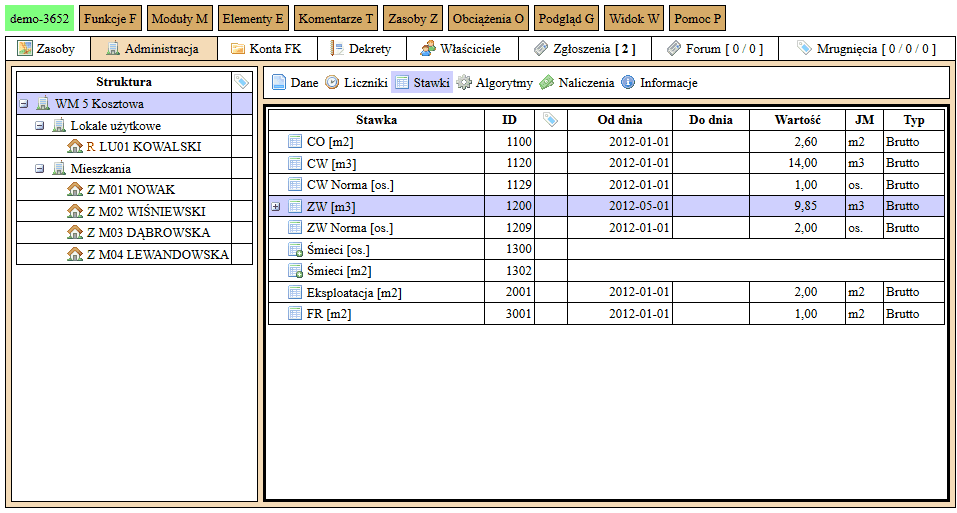 demo-3652 Funkcje F Moduły M Elementy E Komentarze T Zasoby Z Obciążenia O Podgląd G Widok W Pomoc P
Zasoby Administracja Konta FK Dekrety Właściciele Zgłoszenia [ 2 ] Forum [ 0 / 0 ] Mrugnięcia [ 0 / 0 / 0 ]
Struktura
WM 5 Kosztowa
Lokale użytkowe
R LU01 KOWALSKI
Mieszkania
Z M01 NOWAK
Z M02 WIŚNIEWSKI
Z M03 DĄBROWSKA
Z M04 LEWANDOWSKA
Dane Liczniki Stawki Algorytmy Naliczenia Informacje
Stawka ID Od dnia Do dnia Wartość JM Typ
CO [m2] 1100 2012-01-01 2,60 m2 Brutto
CW [m3] 1120 2012-01-01 14,00 m3 Brutto
CW Norma [os.] 1129 2012-01-01 1,00 os. Brutto
ZW [m3] 1200 2012-05-01 9,85 m3 Brutto
ZW Norma [os.] 1209 2012-01-01 2,00 os. Brutto
Śmieci [os.] 1300
Śmieci [m2] 1302
Eksploatacja [m2] 2001 2012-01-01 2,00 m2 Brutto
FR [m2] 3001 2012-01-01 1,00 m2 Brutto